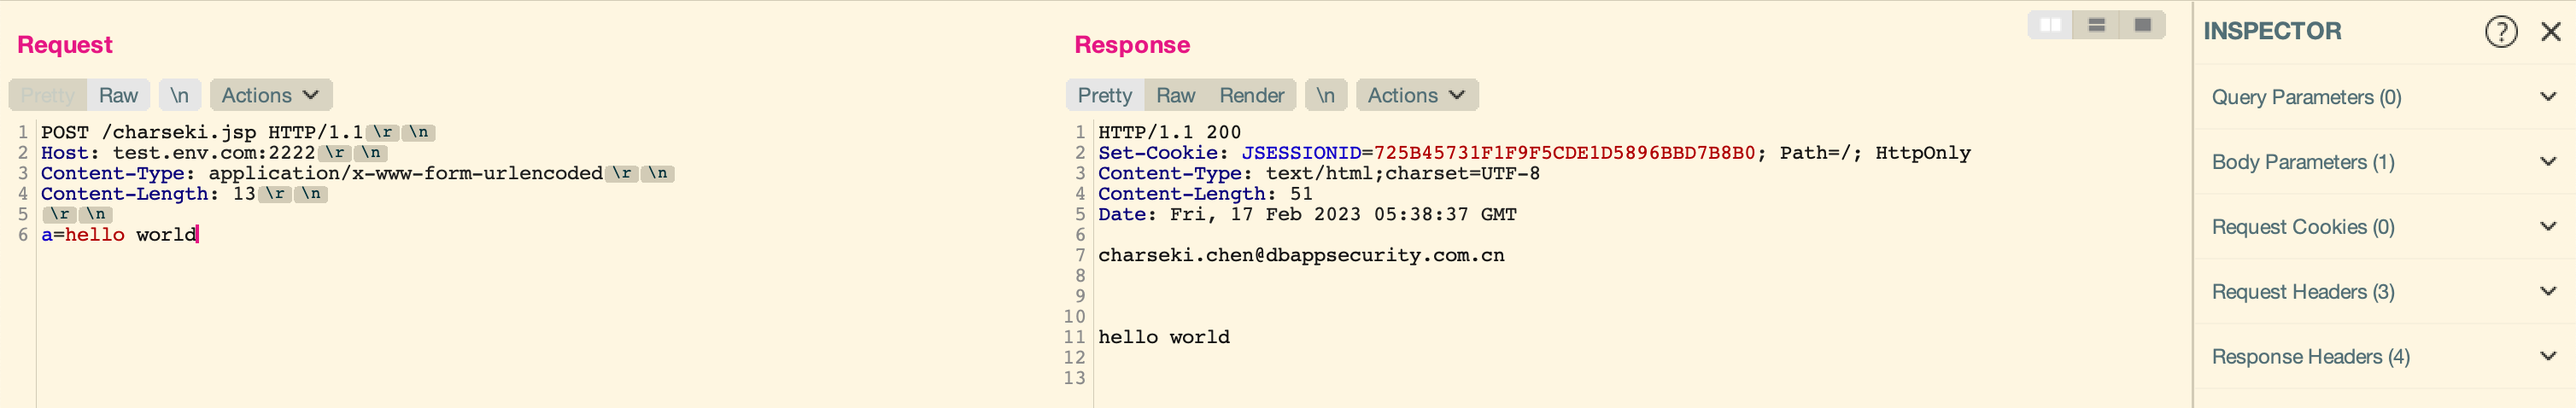 Request
Pretty Raw \n Actions
1 POST /charseki.jsp HTTP/1.1 \r \n
2 Host: test.env.com:2222 \r \n
3 Content-Type: application/x-www-form-urlencoded \r \n
4 Content-Length: 13 \r \n
5 \r \n
6 a=hello world
Response
Pretty Raw Render \n Actions
1 HTTP/1.1 200
2 Set-Cookie: JSESSIONID=725B45731F1F9F5CDE1D5896BBD7B8B0; Path=/; HttpOnly
3 Content-Type: text/html;charset=UTF-8
4 Content-Length: 51
5 Date: Fri, 17 Feb 2023 05:38:37 GMT
6
7 charseki.chen@dbappsecurity.com.cn
8
9
10
11 hello world
12
13
INSPECTOR ?
Query Parameters (0)
Body Parameters (1)
Request Cookies (0)
Request Headers (3)
Response Headers (4)